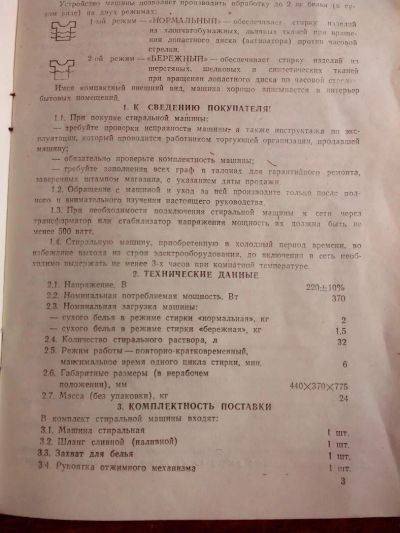 Устройство машины позволяет производить обработку до 2 кг белья (в сухом виде) на двух режимах:
1-ый режим — «НОРМАЛЬНЫЙ» — обеспечивает стирку изделий
из хлопчатобумажных, льняных тканей при вращении
лопастного диска (активатора) против часовой
стрелки.
2-ой режим — «БЕРЕЖНЫЙ» — обеспечивает стирку изделий из
шерстяных, шелковых и синтетических тканей
при вращении лопастного диска по часовой стрелке.
Имея компактный внешний вид, машина хорошо вписывается в интерьер
бытовых помещений.
1. К СВЕДЕНИЮ ПОКУПАТЕЛЯ!
1.1. При покупке стиральной машины:
— требуйте проверки исправности машины, а также инструктажа по экс-
плуатации, который проводится работником торгующей организации, продавшей
машину;
— обязательно проверьте комплектность машины;
— требуйте заполнения всех граф в талонах для гарантийного ремонта,
заверенных штампом магазина, с указанием даты продажи.
1.2. Обращение с машиной и уход за ней производите только после пол-
ного и внимательного изучения настоящего руководства.
1.3. При необходимости подключения стиральной машины к сети через
трансформатор или стабилизатор напряжения мощность их должна быть не
менее 500 ватт.
1.4. Стиральную машину, приобретенную в холодный период времени, во
избежание выхода из строя электрооборудования, до включения в сеть необ-
ходимо выдержать не менее 3-х часов при комнатной температуре.
2. ТЕХНИЧЕСКИЕ ДАННЫЕ
2.1. Напряжение, В 220±10%
2.2. Номинальная потребляемая мощность, Вт 370
2.3. Номинальная загрузка машины:
— сухого белья в режиме стирки «нормальная», кг 2
— сухого белья в режиме стирки «бережная», кг 1,5
2.4. Количество стирального раствора, л 32
2.5. Режим работы — повторно-кратковременный,
максимальное время одного цикла стирки, мин. 6
2.6. Габаритные размеры (в нерабочем
положении), мм 440×370×775
2.7. Масса (без упаковки), кг 24
3. КОМПЛЕКТНОСТЬ ПОСТАВКИ
В комплект стиральной машины входят:
3.1. Машина стиральная 1 шт.
3.2. Шланг сливной (наливной) 1 шт.
3.3. Захват для белья 1 шт.
3.4. Рукоятка отжимного механизма 1 шт.
3